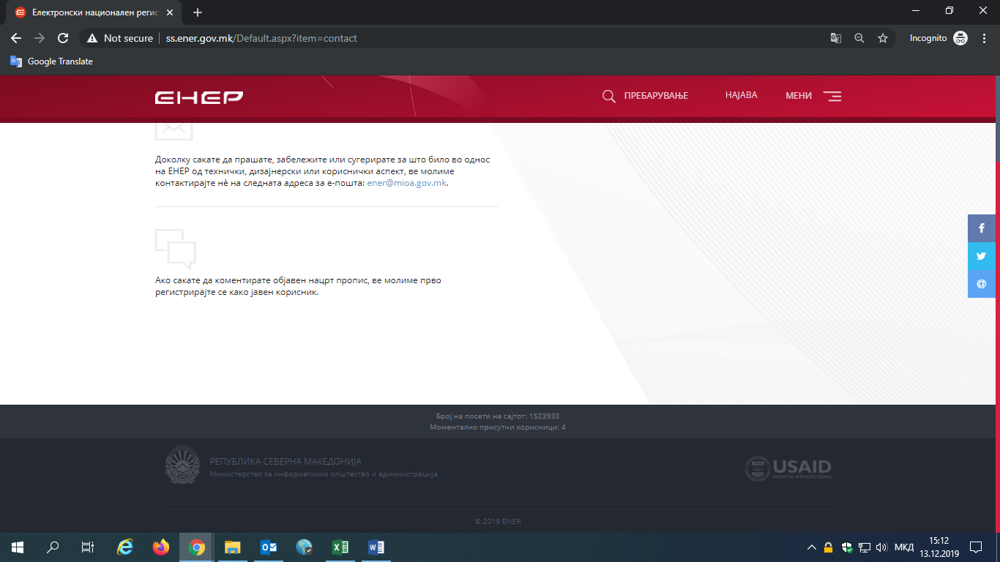 Електронски национален регис
Not secure
ss.ener.gov.mk/Default.aspx?item=contact
Incognito
Google Translate
ЕНЕР
ПРЕБАРУВАЊЕ
НАЈАВА
МЕНИ
Доколку сакате да прашате, забележите или сугерирате за што било во однос
на ЕНЕР од технички, дизајнерски или кориснички аспект, ве молиме
контактирајте нѐ на следната адреса за е-пошта: ener@mioa.gov.mk.
Ако сакате да коментирате објавен нацрт пропис, ве молиме прво
регистрирајте се како јавен корисник.
Број на посети на сајтот: 1523933
Моментално присутни корисници: 4
РЕПУБЛИКА СЕВЕРНА МАКЕДОНИЈА
Министерство за информатичко општество и администрација
USAID
FROM THE AMERICAN PEOPLE
© 2019 ENER
МКД
15:12
13.12.2019